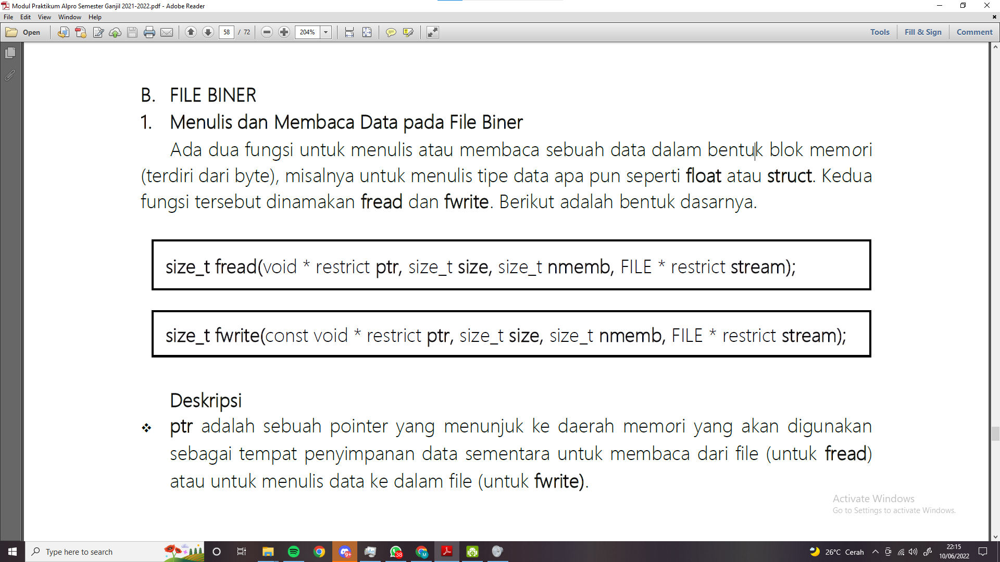 Modul Praktikum Alpro Semester Ganjil 2021-2022.pdf - Adobe Reader
File Edit View Window Help
Open 58 / 72 204% Tools Fill & Sign Comment
B. FILE BINER
1. Menulis dan Membaca Data pada File Biner
Ada dua fungsi untuk menulis atau membaca sebuah data dalam bentuk blok memori
(terdiri dari byte), misalnya untuk menulis tipe data apa pun seperti float atau struct. Kedua
fungsi tersebut dinamakan fread dan fwrite. Berikut adalah bentuk dasarnya.
size_t fread(void * restrict ptr, size_t size, size_t nmemb, FILE * restrict stream);
size_t fwrite(const void * restrict ptr, size_t size, size_t nmemb, FILE * restrict stream);
Deskripsi
❖ ptr adalah sebuah pointer yang menunjuk ke daerah memori yang akan digunakan
sebagai tempat penyimpanan data sementara untuk membaca dari file (untuk fread)
atau untuk menulis data ke dalam file (untuk fwrite).
Activate Windows
Go to Settings to activate Windows.
Type here to search 9+ 38 M 26°C Cerah 22:15
10/06/2022